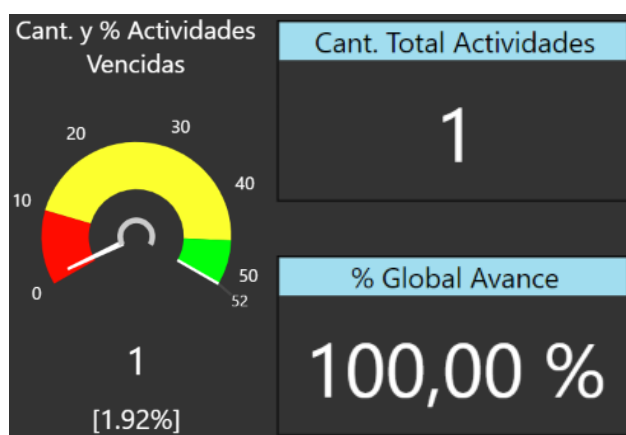 Cant. y % Actividades
Vencidas
0
10
20
30
40
50
52
1
[1.92%]
Cant. Total Actividades
1
% Global Avance
100,00 %